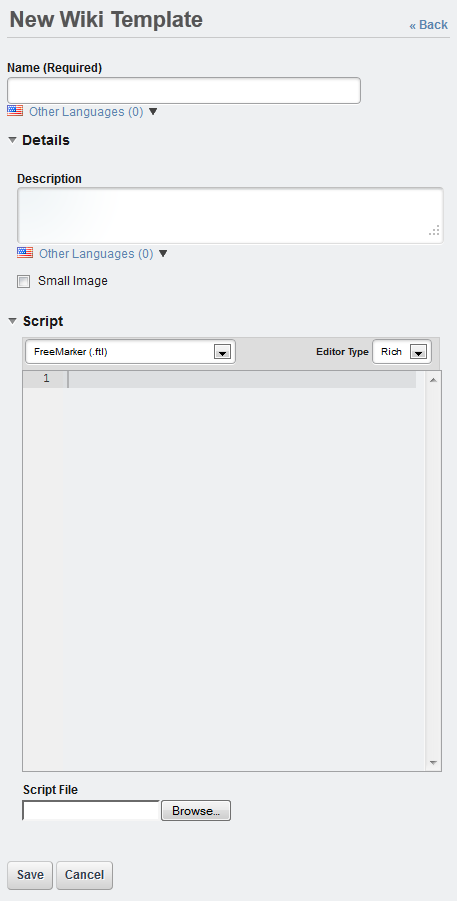 New Wiki Template
« Back
Name (Required)
Other Languages (0)
Details
Description
Other Languages (0)
Small Image
Script
FreeMarker (.ftl)
Editor Type
Rich
1
Script File
Browse...
Save
Cancel